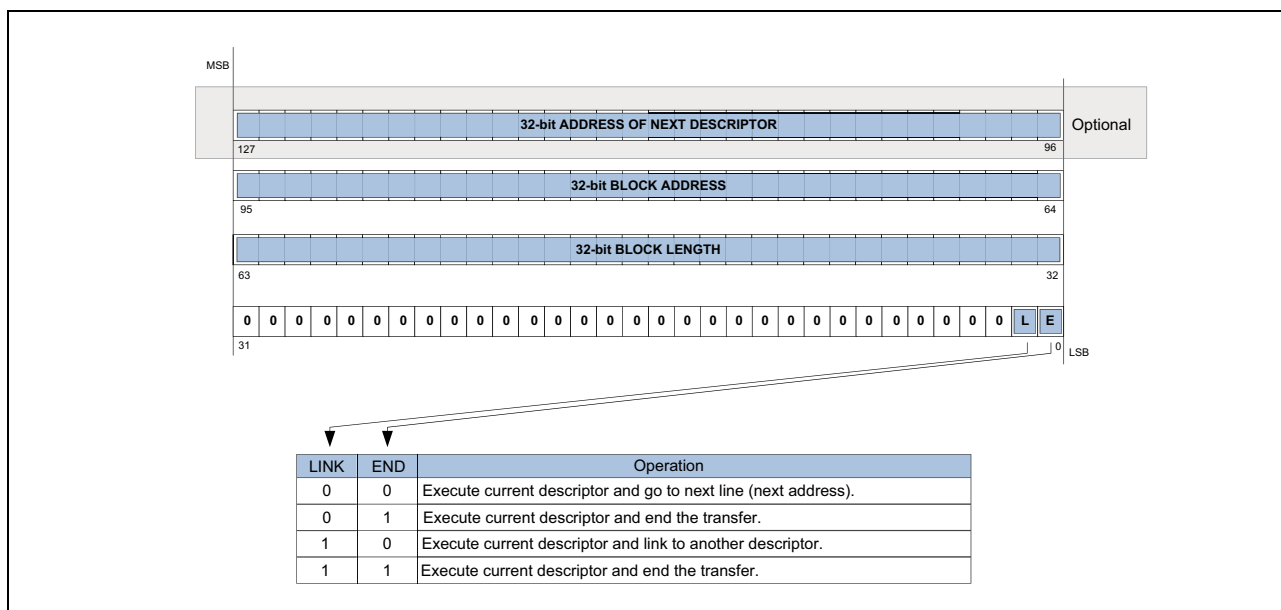 MSB
32-bit ADDRESS OF NEXT DESCRIPTOR Optional
127 96
32-bit BLOCK ADDRESS
95 64
32-bit BLOCK LENGTH
63 32
0 0 0 0 0 0 0 0 0 0 0 0 0 0 0 0 0 0 0 0 0 0 0 0 0 0 0 0 0 0 L E
31 0 LSB
LINK END Operation
0 0 Execute current descriptor and go to next line (next address).
0 1 Execute current descriptor and end the transfer.
1 0 Execute current descriptor and link to another descriptor.
1 1 Execute current descriptor and end the transfer.